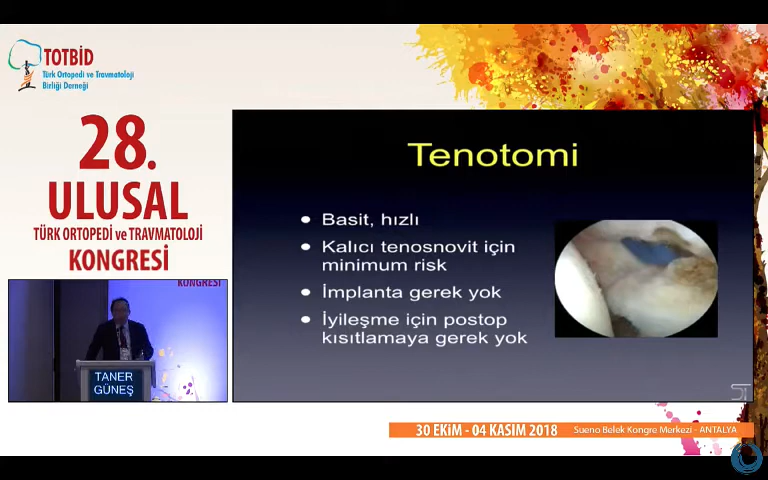 TOTBİD
Türk Ortopedi ve Travmatoloji
Birliği Derneği
28.
ULUSAL
TÜRK ORTOPEDİ ve TRAVMATOLOJİ
KONGRESİ
KONGRESİ
TANER
GÜNEŞ
Tenotomi
• Basit, hızlı
• Kalıcı tenosnovit için
minimum risk
• İmplanta gerek yok
• İyileşme için postop
kısıtlamaya gerek yok
30 EKİM - 04 KASIM 2018
Sueno Belek Kongre Merkezi - ANTALYA